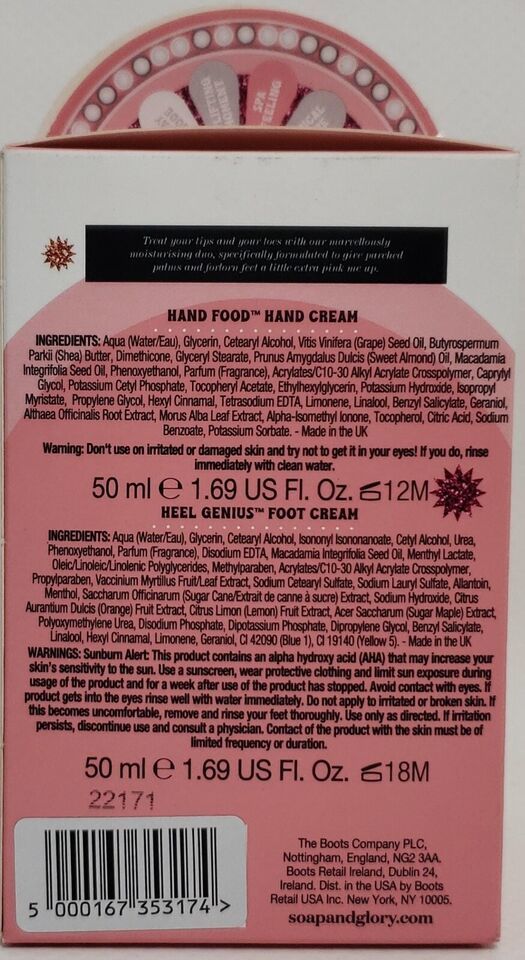 SPA
FEELING
Treat your tips and your toes with our marvellously
moisturising duo, specifically formulated to give parched
palms and forlorn feet a little extra pink me up.
HAND FOOD™ HAND CREAM
INGREDIENTS: Aqua (Water/Eau), Glycerin, Cetearyl Alcohol, Vitis Vinifera (Grape) Seed Oil, Butyrospermum
Parkii (Shea) Butter, Dimethicone, Glyceryl Stearate, Prunus Amygdalus Dulcis (Sweet Almond) Oil, Macadamia
Integrifolia Seed Oil, Phenoxyethanol, Parfum (Fragrance), Acrylates/C10-30 Alkyl Acrylate Crosspolymer, Caprylyl
Glycol, Potassium Cetyl Phosphate, Tocopheryl Acetate, Ethylhexylglycerin, Potassium Hydroxide, Isopropyl
Myristate, Propylene Glycol, Hexyl Cinnamal, Tetrasodium EDTA, Limonene, Linalool, Benzyl Salicylate, Geraniol,
Althaea Officinalis Root Extract, Morus Alba Leaf Extract, Alpha-Isomethyl Ionone, Tocopherol, Citric Acid, Sodium
Benzoate, Potassium Sorbate. - Made in the UK
Warning: Don't use on irritated or damaged skin and try not to get it in your eyes! If you do, rinse
immediately with clean water.
50 ml ℮ 1.69 US Fl. Oz. 12M
HEEL GENIUS™ FOOT CREAM
INGREDIENTS: Aqua (Water/Eau), Glycerin, Cetearyl Alcohol, Isononyl Isononanoate, Cetyl Alcohol, Urea,
Phenoxyethanol, Parfum (Fragrance), Disodium EDTA, Macadamia Integrifolia Seed Oil, Menthyl Lactate,
Oleic/Linoleic/Linolenic Polyglycerides, Methylparaben, Acrylates/C10-30 Alkyl Acrylate Crosspolymer,
Propylparaben, Vaccinium Myrtillus Fruit/Leaf Extract, Sodium Cetearyl Sulfate, Sodium Lauryl Sulfate, Allantoin,
Menthol, Saccharum Officinarum (Sugar Cane/Extrait de canne à sucre) Extract, Sodium Hydroxide, Citrus
Aurantium Dulcis (Orange) Fruit Extract, Citrus Limon (Lemon) Fruit Extract, Acer Saccharum (Sugar Maple) Extract,
Polyoxymethylene Urea, Disodium Phosphate, Dipotassium Phosphate, Dipropylene Glycol, Benzyl Salicylate,
Linalool, Hexyl Cinnamal, Limonene, Geraniol, CI 42090 (Blue 1), CI 19140 (Yellow 5). - Made in the UK
WARNINGS: Sunburn Alert: This product contains an alpha hydroxy acid (AHA) that may increase your
skin's sensitivity to the sun. Use a sunscreen, wear protective clothing and limit sun exposure during
usage of the product and for a week after use of the product has stopped. Avoid contact with eyes. If
product gets into the eyes rinse well with water immediately. Do not apply to irritated or broken skin. If
this becomes uncomfortable, remove and rinse your feet thoroughly. Use only as directed. If irritation
persists, discontinue use and consult a physician. Contact of the product with the skin must be of
limited frequency or duration.
50 ml ℮ 1.69 US Fl. Oz. 18M
22171
5 000167 353174 >
The Boots Company PLC,
Nottingham, England, NG2 3AA.
Boots Retail Ireland, Dublin 24,
Ireland. Dist. in the USA by Boots
Retail USA Inc. New York, NY 10005.
soapandglory.com